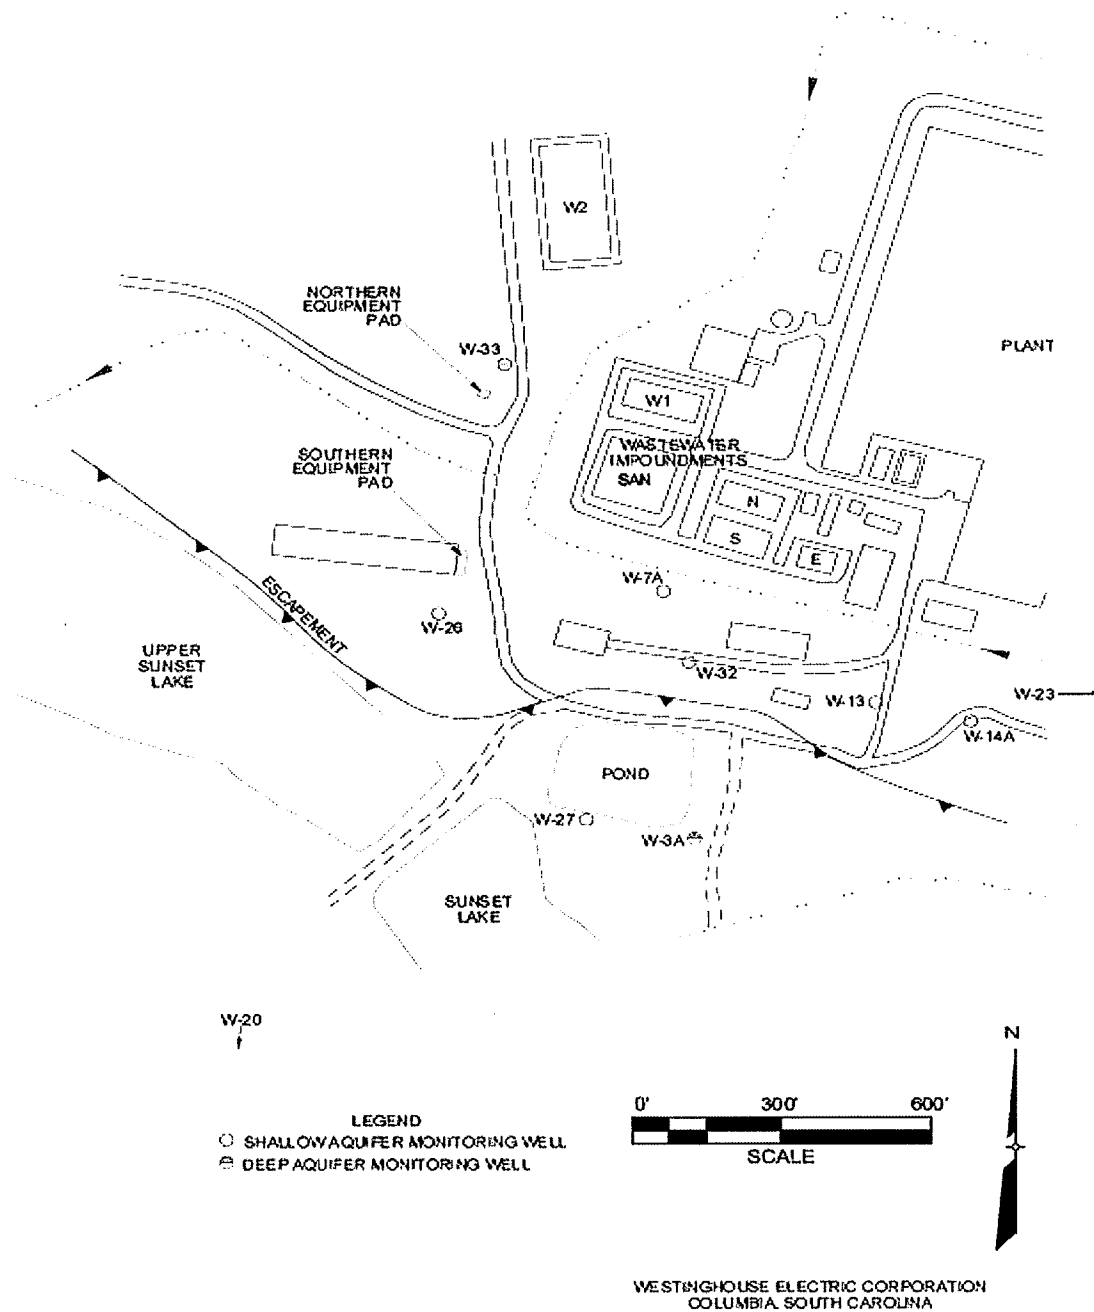 W2
NORTHERN
EQUIPMENT
PAD
W-33
PLANT
W1
WASTEWATER
IMPOUNDMENTS
SAN
SOUTHERN
EQUIPMENT
PAD
N
S
E
W-7A
ESCAPEMENT
W-26
UPPER
SUNSET
LAKE
W-32
W-13
W-23
W-14A
POND
W-27
W-3A
SUNSET
LAKE
W-20
N
0' 300' 600'
SCALE
LEGEND
SHALLOW AQUIFER MONITORING WELL
DEEP AQUIFER MONITORING WELL
WESTINGHOUSE ELECTRIC CORPORATION
COLUMBIA, SOUTH CAROLINA